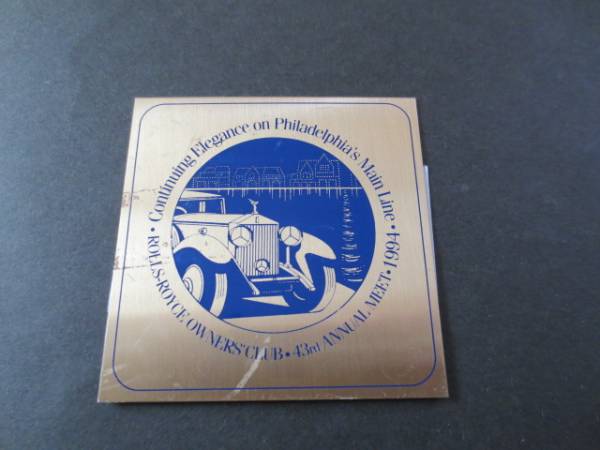 • Continuing Elegance on Philadelphia's Main Line •
ROLLS-ROYCE OWNERS' CLUB • 43rd ANNUAL MEET • 1994